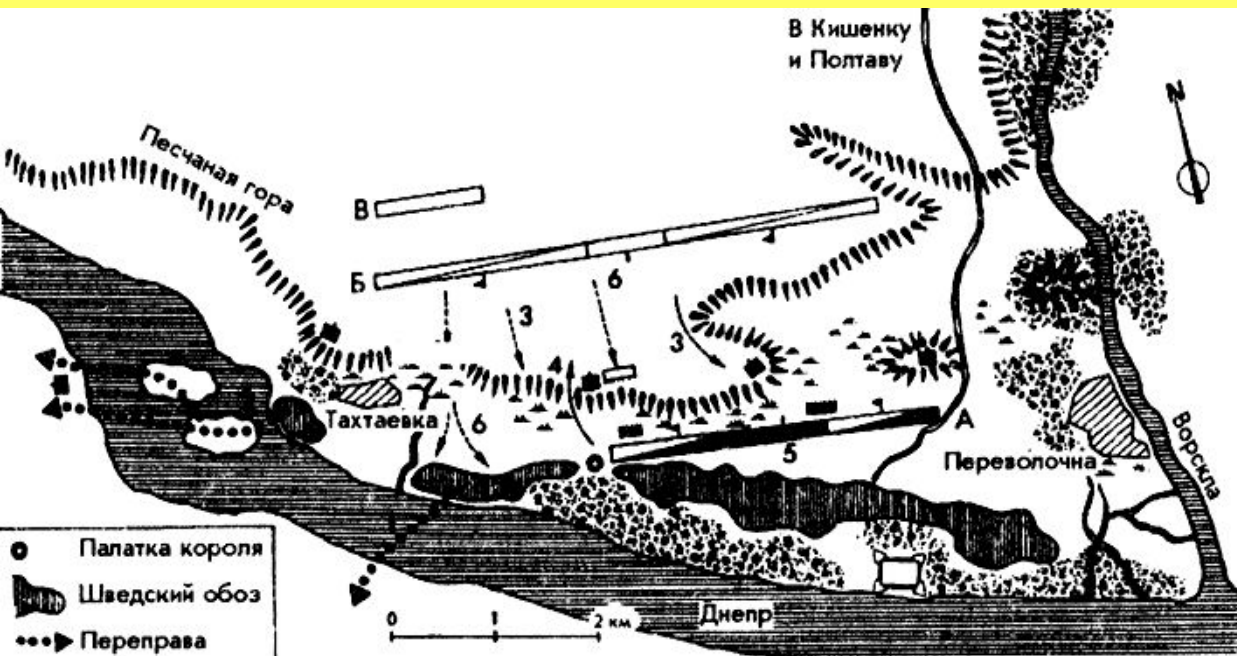 В Кишенку
и Полтаву
N
Песчаная гора
В
Б
6
3
3
4
Тахтаевка
6
А
5
Переволочна
Ворскла
Палатка короля
Шведский обоз
Переправа
0 1 2 км
Днепр